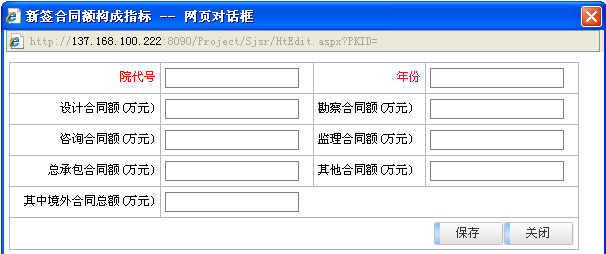 新签合同额构成指标 -- 网页对话框
http://137.168.100.222:8090/Project/Sjsr/HtEdit.aspx?PKID=
院代号 年份
设计合同额(万元) 勘察合同额(万元)
咨询合同额(万元) 监理合同额(万元)
总承包合同额(万元) 其他合同额(万元)
其中境外合同总额(万元)
保存 关闭